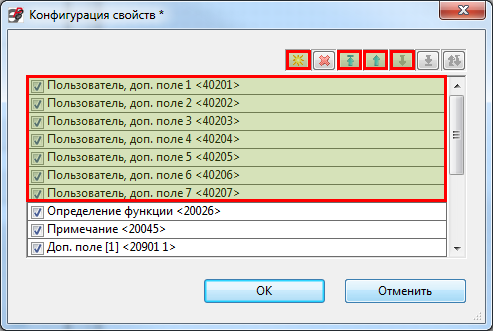 Конфигурация свойств *
Пользователь, доп. поле 1 <40201>
Пользователь, доп. поле 2 <40202>
Пользователь, доп. поле 3 <40203>
Пользователь, доп. поле 4 <40204>
Пользователь, доп. поле 5 <40205>
Пользователь, доп. поле 6 <40206>
Пользователь, доп. поле 7 <40207>
Определение функции <20026>
Примечание <20045>
Доп. поле [1] <20901 1>
OK
Отменить